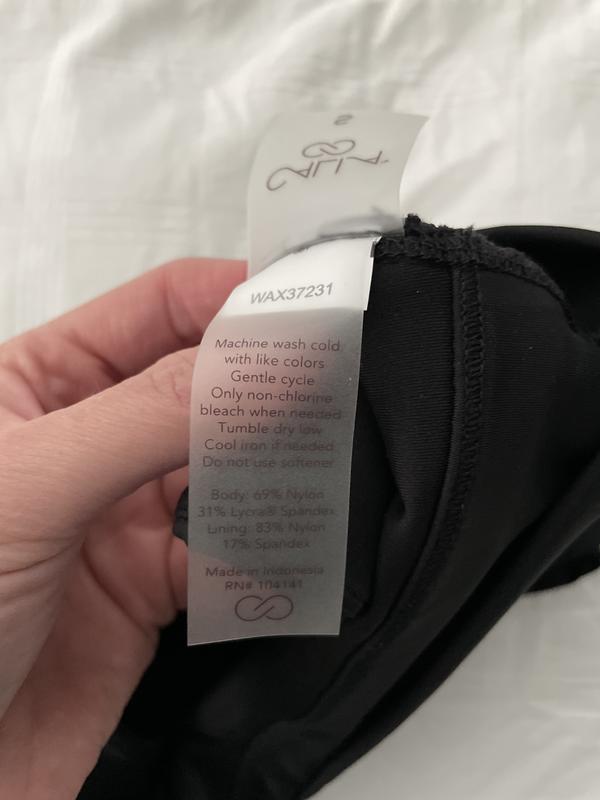 S
CALIA
WAX37231
Machine wash cold
with like colors
Gentle cycle
Only non-chlorine
bleach when needed
Tumble dry low
Cool iron if needed
Do not use softener
Body: 69% Nylon
31% Lycra® Spandex
Lining: 83% Nylon
17% Spandex
Made in Indonesia
RN# 104141